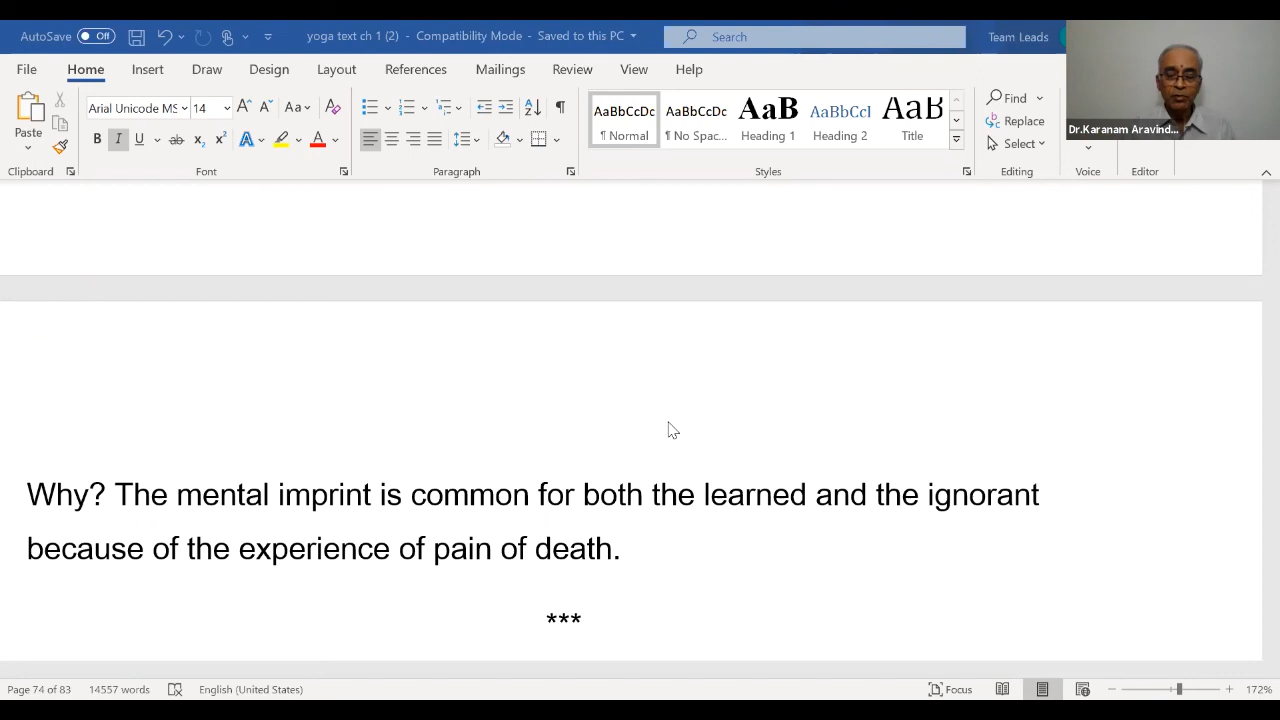 AutoSave Off yoga text ch 1 (2) - Compatibility Mode - Saved to this PC Search Team Leads
File Home Insert Draw Design Layout References Mailings Review View Help
Dr.Karanam Aravind...
Paste
Arial Unicode MS 14 Aa
B I U ab x₂ x² A A
AaBbCcDc AaBbCcDc AaB AaBbCcI AaB
¶ Normal ¶ No Spac... Heading 1 Heading 2 Title
Find
Replace
Select
Clipboard Font Paragraph Styles Editing Voice Editor
Why? The mental imprint is common for both the learned and the ignorant
because of the experience of pain of death.
***
Page 74 of 83 14557 words English (United States) Focus 172%